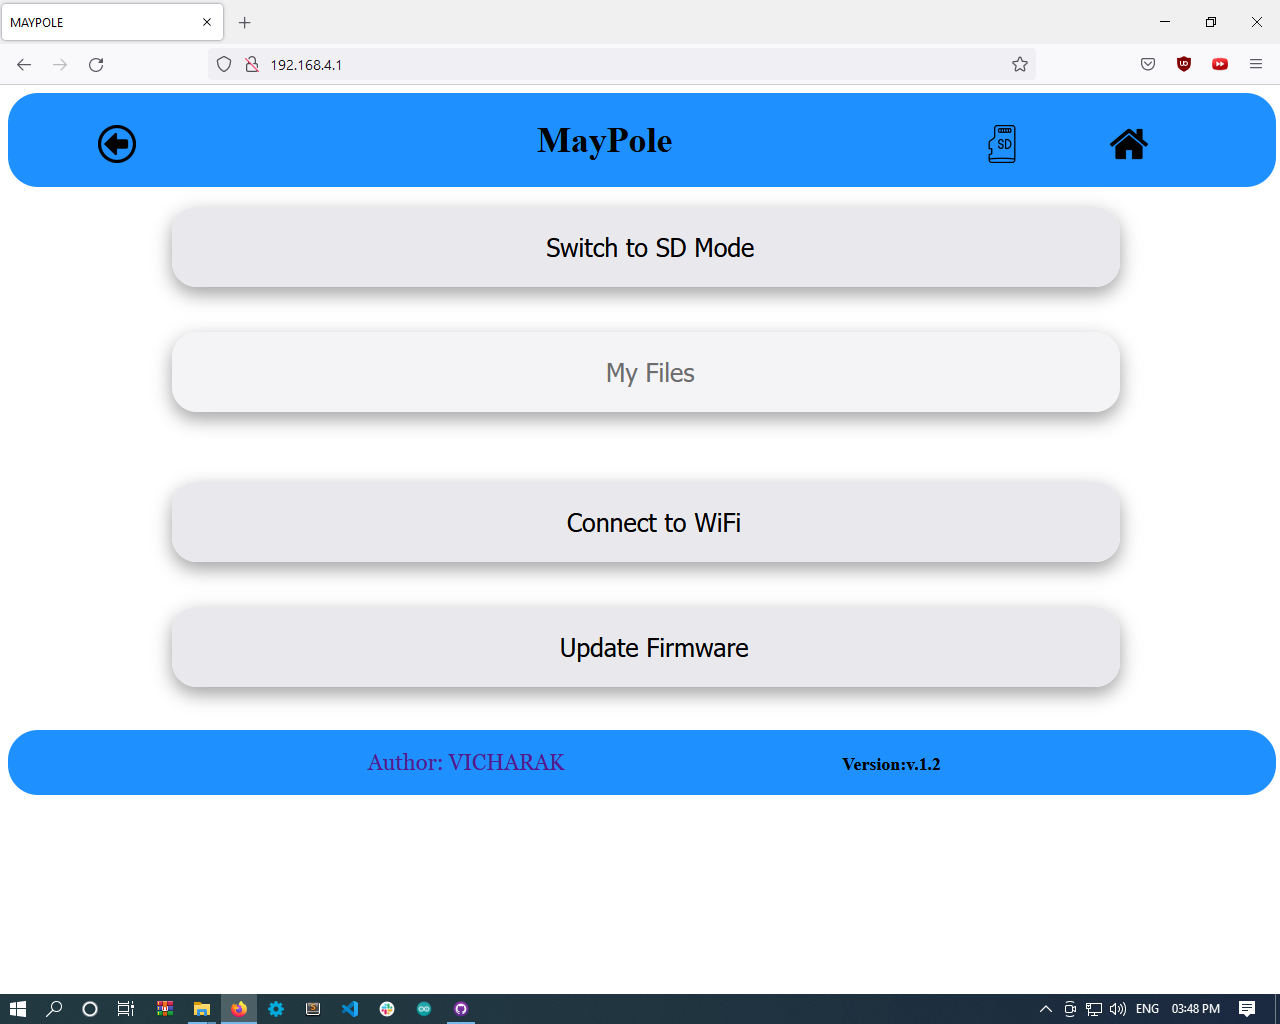 MAYPOLE
192.168.4.1
MayPole
SD
Switch to SD Mode
My Files
Connect to WiFi
Update Firmware
Author: VICHARAK
Version:v.1.2
ENG
03:48 PM